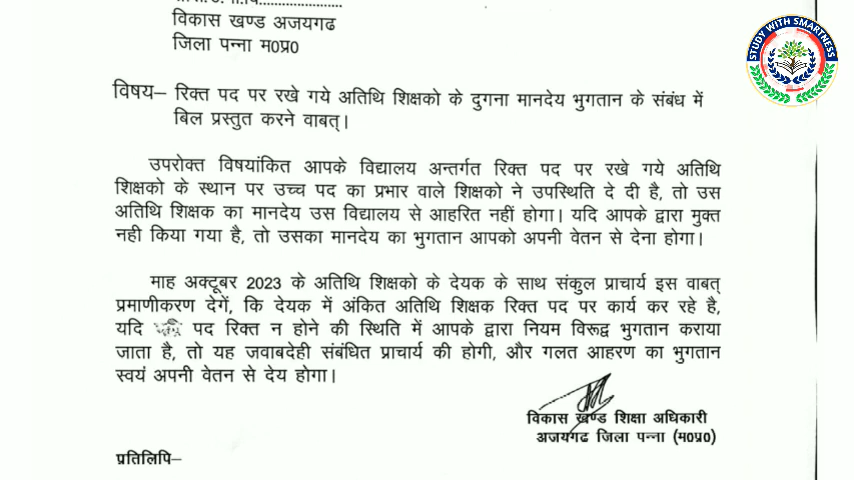 विकास खण्ड अजयगढ
जिला पन्ना म0प्र0
STUDY WITH SMARTNESS
विषय– रिक्त पद पर रखे गये अतिथि शिक्षको के दुगना मानदेय भुगतान के संबंध में
बिल प्रस्तुत करने वाबत्।
उपरोक्त विषयांकित आपके विद्यालय अन्तर्गत रिक्त पद पर रखे गये अतिथि
शिक्षको के स्थान पर उच्च पद का प्रभार वाले शिक्षको ने उपस्थिति दे दी है, तो उस
अतिथि शिक्षक का मानदेय उस विद्यालय से आहरित नहीं होगा। यदि आपके द्वारा मुक्त
नही किया गया है, तो उसका मानदेय का भुगतान आपको अपनी वेतन से देना होगा।
माह अक्टूबर 2023 के अतिथि शिक्षको के देयक के साथ संकुल प्राचार्य इस वाबत्
प्रमाणीकरण देगें, कि देयक में अंकित अतिथि शिक्षक रिक्त पद पर कार्य कर रहे है,
यदि पद रिक्त न होने की स्थिति में आपके द्वारा नियम विरूद्व भुगतान कराया
जाता है, तो यह जवाबदेही संबंधित प्राचार्य की होगी, और गलत आहरण का भुगतान
स्वयं अपनी वेतन से देय होगा।
विकास खण्ड शिक्षा अधिकारी
अजयगढ जिला पन्ना (म0प्र0)
प्रतिलिपि–